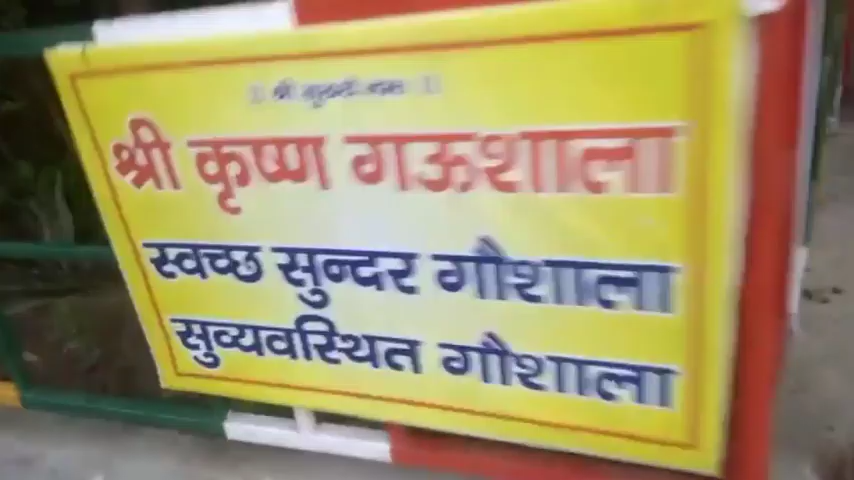 श्री
श्री कृष्ण गऊशाला
स्वच्छ सुन्दर गौशाला
सुव्यवस्थित गौशाला